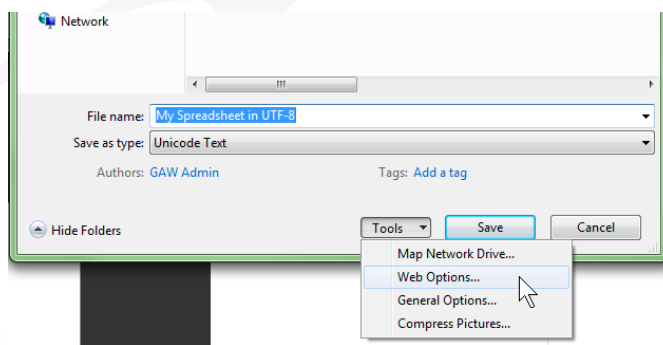 Network
File name: My Spreadsheet in UTF-8
Save as type: Unicode Text
Authors: GAW Admin Tags: Add a tag
Hide Folders Tools Save Cancel
Map Network Drive...
Web Options...
General Options...
Compress Pictures...